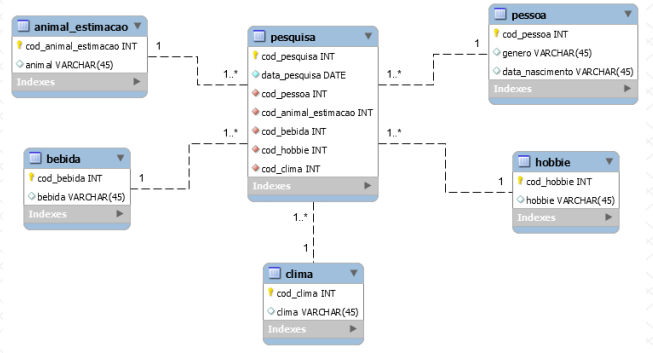 animal_estimacao
cod_animal_estimacao INT
animal VARCHAR(45)
Indexes
1
1..*
pesquisa
cod_pesquisa INT
data_pesquisa DATE
cod_pessoa INT
cod_animal_estimacao INT
cod_bebida INT
cod_hobbie INT
cod_clima INT
Indexes
pessoa
cod_pessoa INT
genero VARCHAR(45)
data_nascimento VARCHAR(45)
Indexes
1
1..*
bebida
cod_bebida INT
bebida VARCHAR(45)
Indexes
1
1..*
hobbie
cod_hobbie INT
hobbie VARCHAR(45)
Indexes
1
1..*
1..*
1
clima
cod_clima INT
clima VARCHAR(45)
Indexes